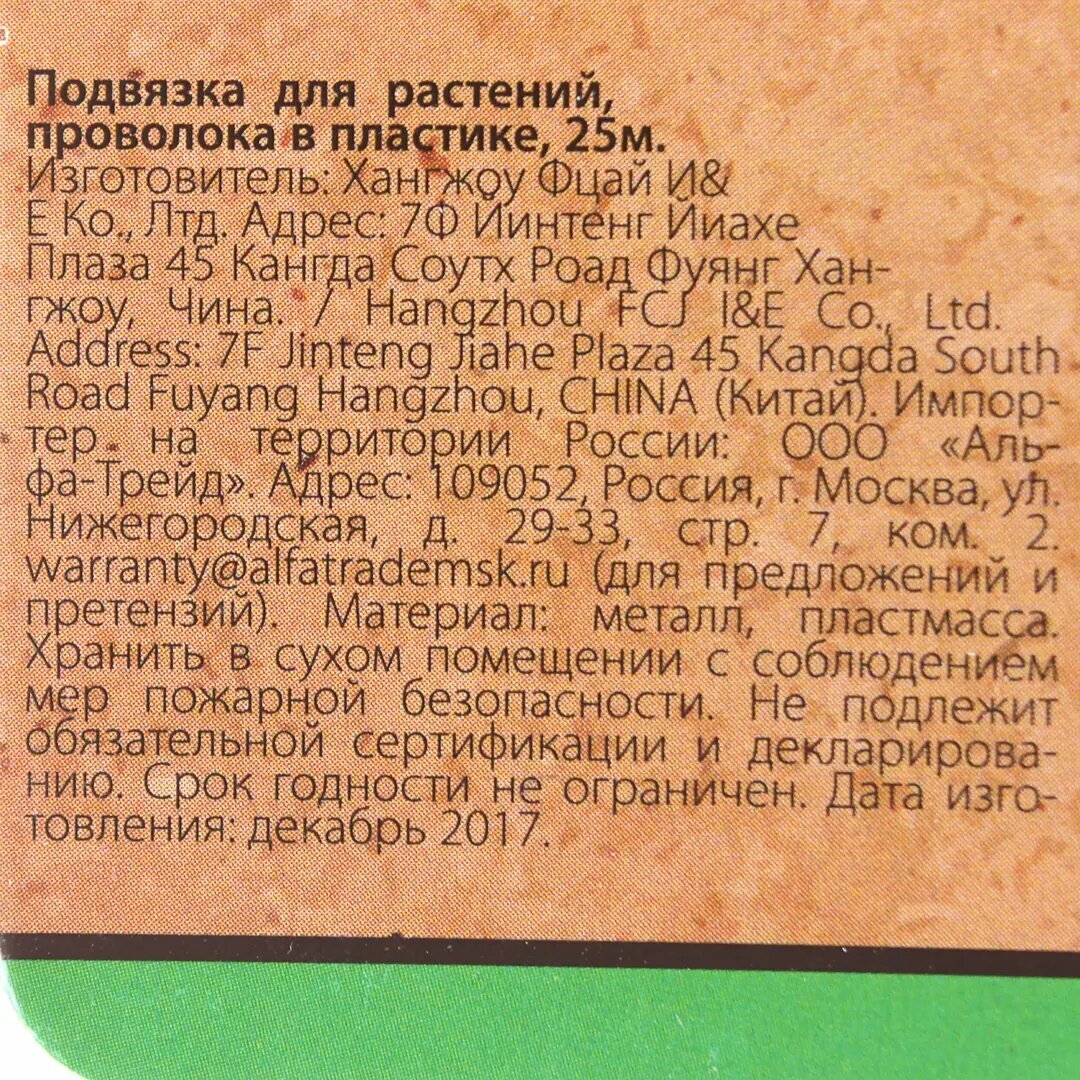 Подвязка для растений,
проволока в пластике, 25м.
Изготовитель: Хангжоу Фцай И&
Е Ко., Лтд. Адрес: 7Ф Йинтенг Йиахе
Плаза 45 Кангда Соутх Роад Фуянг Хан-
гжоу, Чина. / Hangzhou FCJ I&E Co., Ltd.
Address: 7F Jinteng Jiahe Plaza 45 Kangda South
Road Fuyang Hangzhou, CHINA (Китай). Импор-
тер на территории России: ООО «Аль-
фа-Трейд». Адрес: 109052, Россия, г. Москва, ул.
Нижегородская, д. 29-33, стр. 7, ком. 2.
warranty@alfatrademsk.ru (для предложений и
претензий). Материал: металл, пластмасса.
Хранить в сухом помещении с соблюдением
мер пожарной безопасности. Не подлежит
обязательной сертификации и декларирова-
нию. Срок годности не ограничен. Дата изго-
товления: декабрь 2017.